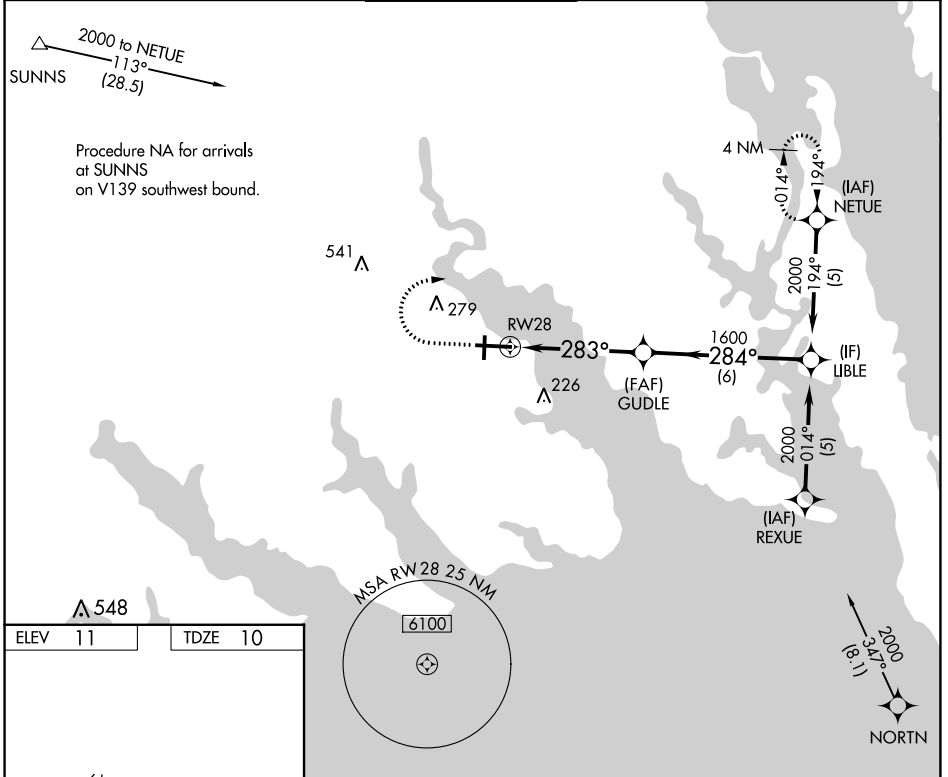 2000 to NETUE
113°
(28.5)
SUNNS
Procedure NA for arrivals
at SUNNS
on V139 southwest bound.
4 NM
014°
194°
(IAF)
NETUE
2000
194°
(5)
541
279
RW28
283°
1600
284°
(6)
(IF)
LIBLE
(FAF)
GUDLE
226
2000
014°
(5)
(IAF)
REXUE
MSA RW 28 25 NM
6100
548
ELEV 11
TDZE 10
2000
347°
(8.1)
NORTN